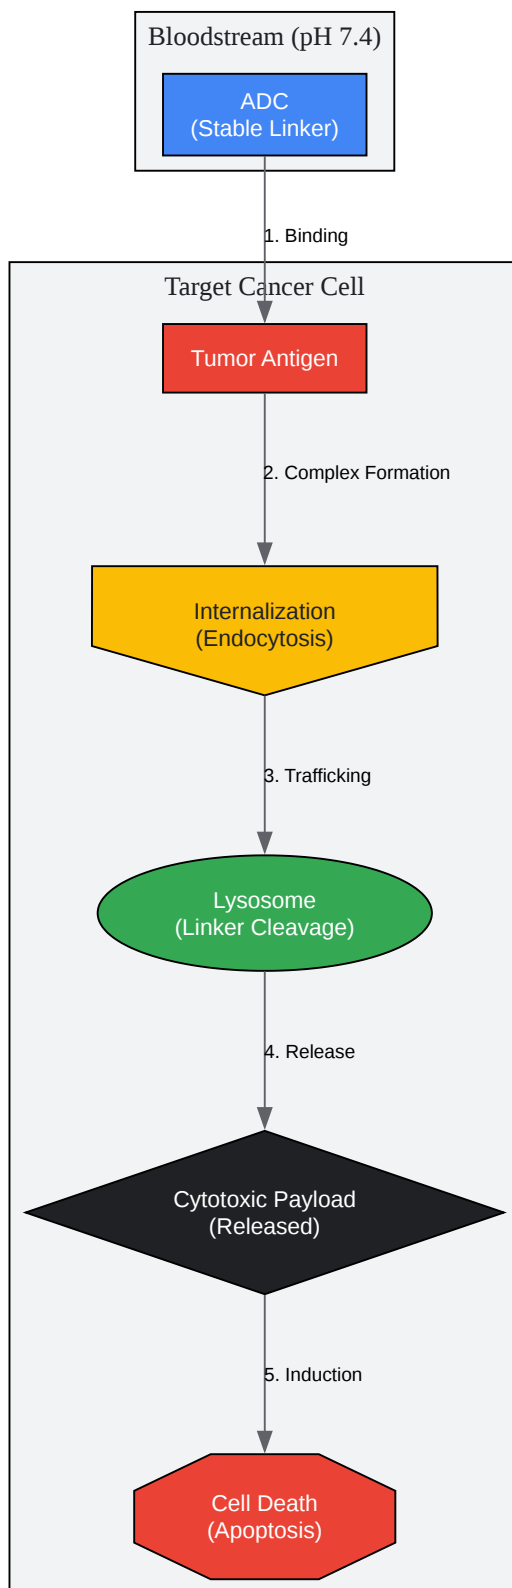 Bloodstream (pH 7.4)
ADC
(Stable Linker)
1. Binding
Target Cancer Cell
Tumor Antigen
2. Complex Formation
Internalization
(Endocytosis)
3. Trafficking
Lysosome
(Linker Cleavage)
4. Release
Cytotoxic Payload
(Released)
5. Induction
Cell Death
(Apoptosis)